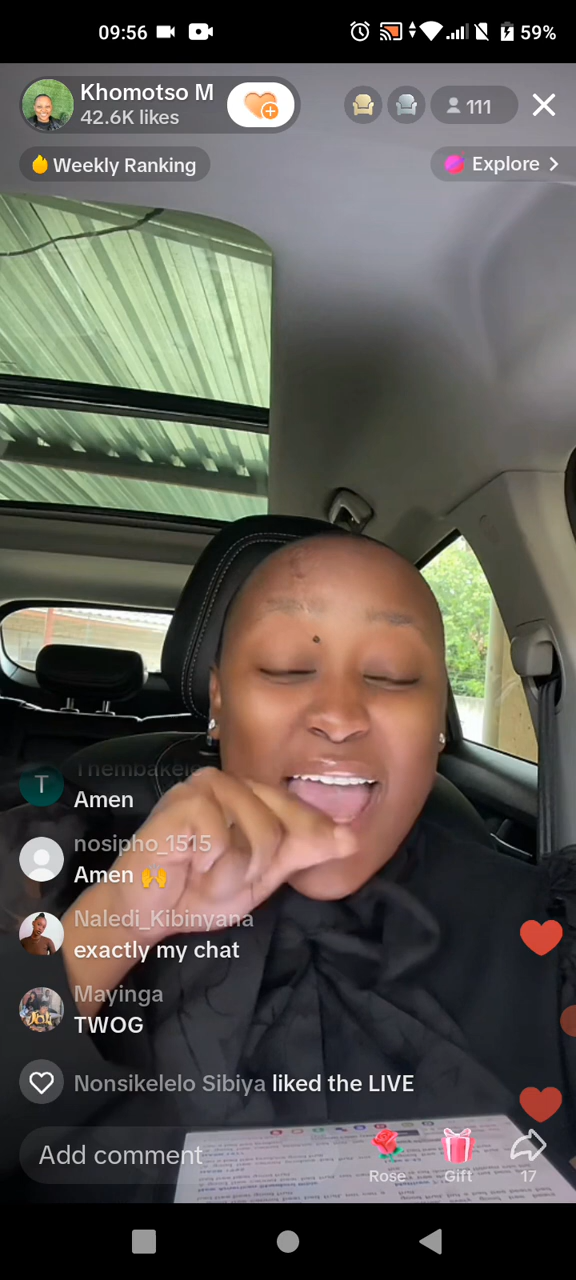 09:56
59%
Khomotso M
42.6K likes
111
Weekly Ranking
Explore
Thembakele
T
Amen
nosipho_1515
Amen 🙌
Naledi_Kibinyana
exactly my chat
Mayinga
TWOG
Nonsikelelo Sibiya liked the LIVE
Add comment
Rose
Gift
17